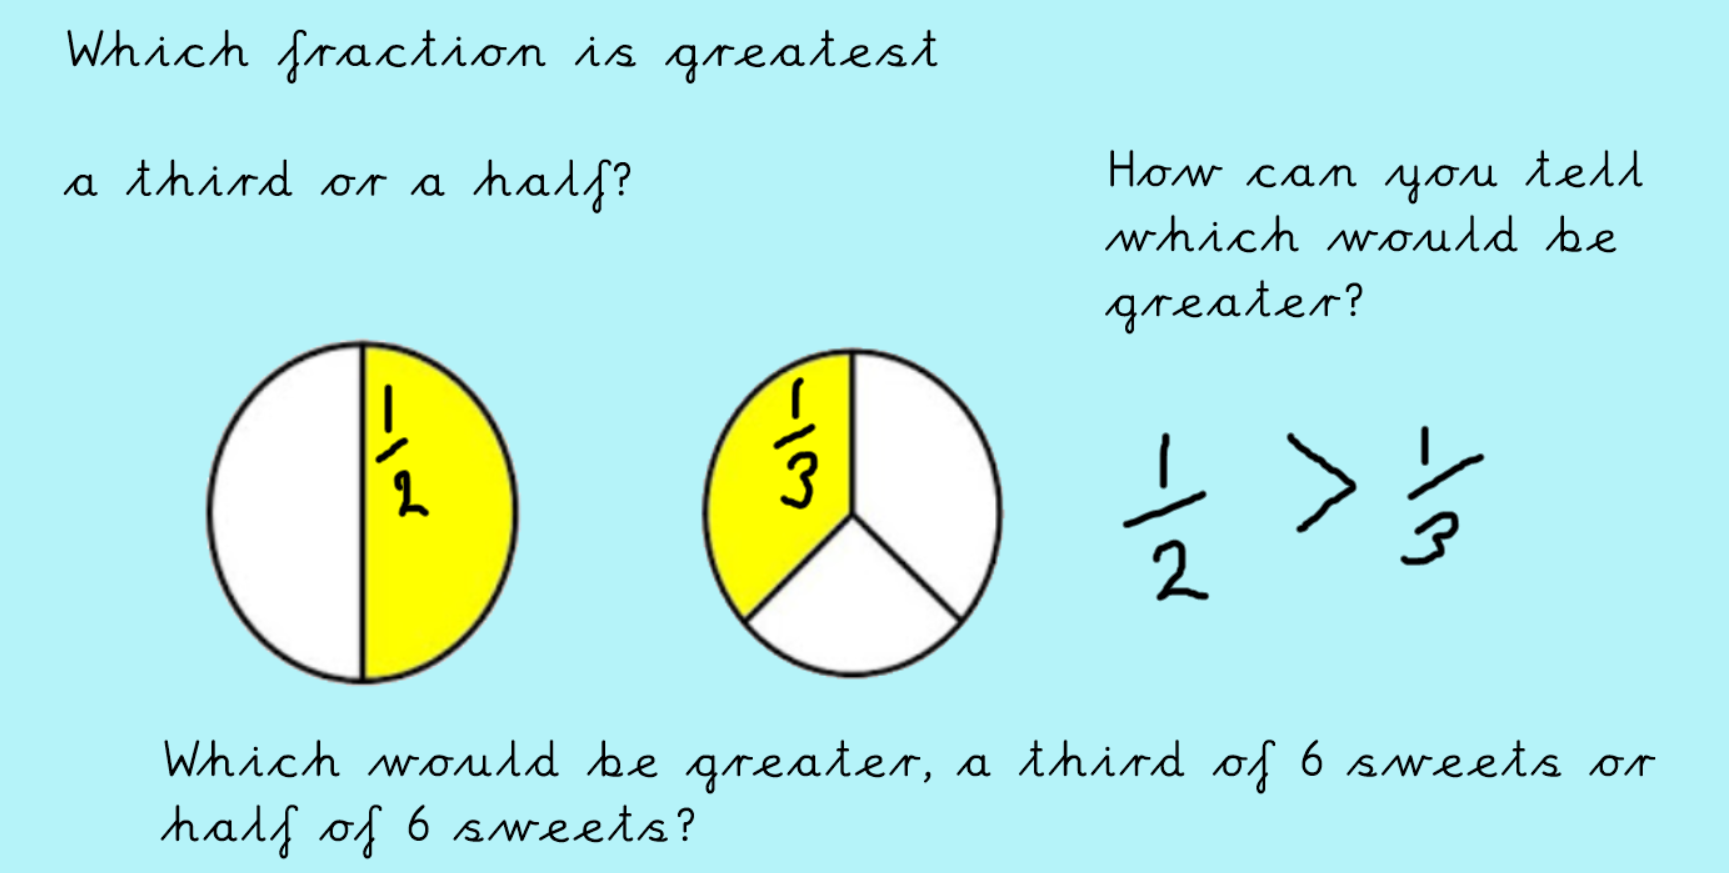 Which fraction is greatest
a third or a half?
How can you tell
which would be
greater?
1/2
1/3
1/2 > 1/3
Which would be greater, a third of 6 sweets or
half of 6 sweets?